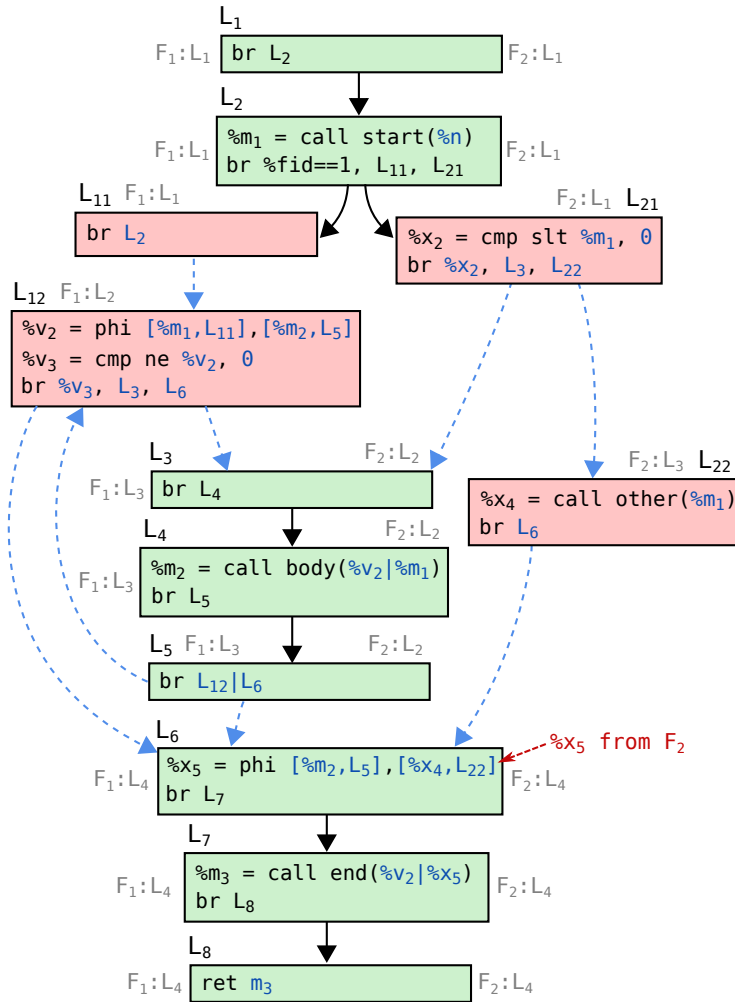 L₁
F₁:L₁ br L₂ F₂:L₁
L₂
%m₁ = call start(%n)
F₁:L₁ F₂:L₁
br %fid==1, L₁₁, L₂₁
L₁₁ F₁:L₁
F₂:L₁ L₂₁
br L₂
%x₂ = cmp slt %m₁, 0
br %x₂, L₃, L₂₂
L₁₂ F₁:L₂
%v₂ = phi [%m₁,L₁₁],[%m₂,L₅]
%v₃ = cmp ne %v₂, 0
br %v₃, L₃, L₆
L₃ F₂:L₂
F₂:L₃ L₂₂
F₁:L₃ br L₄
%x₄ = call other(%m₁)
br L₆
L₄ F₂:L₂
%m₂ = call body(%v₂|%m₁)
F₁:L₃
br L₅
L₅ F₁:L₃ F₂:L₂
br L₁₂|L₆
L₆
%x₅ from F₂
%x₅ = phi [%m₂,L₅],[%x₄,L₂₂]
F₁:L₄ F₂:L₄
br L₇
L₇
%m₃ = call end(%v₂|%x₅)
F₁:L₄ F₂:L₄
br L₈
L₈
F₁:L₄ ret m₃ F₂:L₄